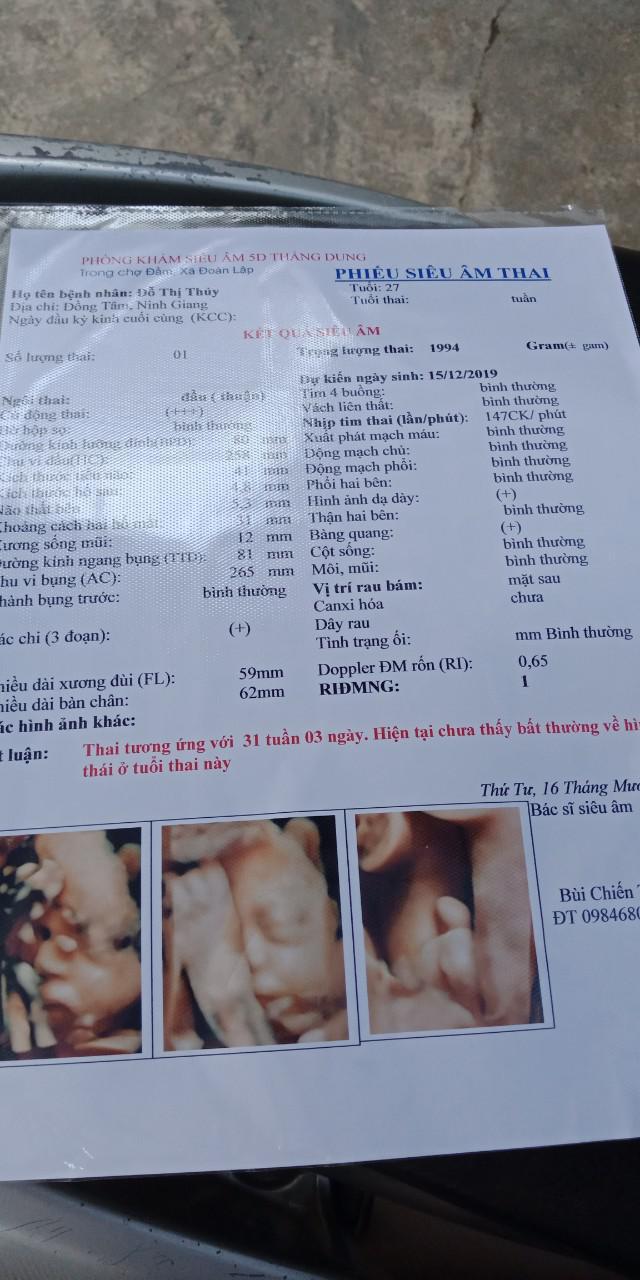 PHÒNG KHÁM SIÊU ÂM 5D THẮNG DUNG
Trong chợ Đầm, Xã Đoàn Lập
PHIẾU SIÊU ÂM THAI
Họ tên bệnh nhân: Đỗ Thị Thúy
Tuổi: 27
Địa chỉ: Đồng Tâm, Ninh Giang
Tuổi thai: tuần
Ngày đầu kỳ kinh cuối cùng (KCC):
KẾT QUẢ SIÊU ÂM
Số lượng thai: 01
Trọng lượng thai: 1994 Gram(± gam)
Dự kiến ngày sinh: 15/12/2019
Ngôi thai: đầu ( thuận)
Tim 4 buồng: bình thường
Cử động thai: (+++)
Vách liên thất: bình thường
Bờ hộp sọ: bình thường
Nhịp tim thai (lần/phút): 147CK/ phút
Đường kính lưỡng đỉnh(BPD): 80 mm
Xuất phát mạch máu: bình thường
Chu vi đầu(HC): 258 mm
Động mạch chủ: bình thường
Kích thước tiểu não: 41 mm
Động mạch phổi: bình thường
Kích thước hố sau: 4,8 mm
Phổi hai bên: bình thường
Não thất bên 5,3 mm
Hình ảnh dạ dày: (+)
Khoảng cách hai hố mắt: 31 mm
Thận hai bên: bình thường
Xương sống mũi: 12 mm
Bàng quang: (+)
ường kính ngang bụng (TTD): 81 mm
Cột sống: bình thường
hu vi bụng (AC): 265 mm
Môi, mũi: bình thường
hành bụng trước: bình thường
Vị trí rau bám: mặt sau
Canxi hóa chưa
ác chi (3 đoạn): (+)
Dây rau
Tình trạng ối: mm Bình thường
hiều dài xương đùi (FL): 59mm
Doppler ĐM rốn (RI): 0,65
hiều dài bàn chân: 62mm
RIĐMNG: 1
ác hình ảnh khác:
t luận: Thai tương ứng với 31 tuần 03 ngày. Hiện tại chưa thấy bất thường về hì
thái ở tuổi thai này
Thứ Tư, 16 Tháng Mư
Bác sĩ siêu âm
Bùi Chiến
ĐT 098468